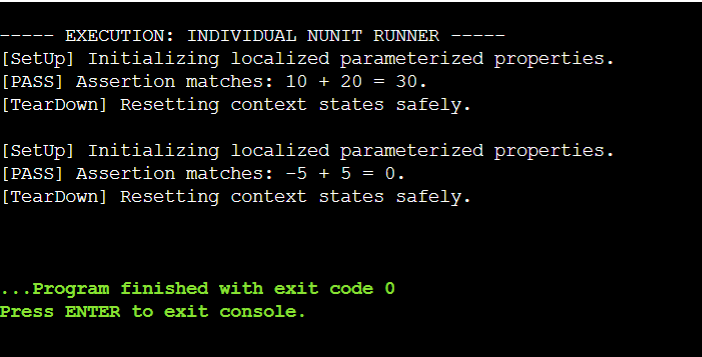 ----- EXECUTION: INDIVIDUAL NUNIT RUNNER -----
[SetUp] Initializing localized parameterized properties.
[PASS] Assertion matches: 10 + 20 = 30.
[TearDown] Resetting context states safely.
[SetUp] Initializing localized parameterized properties.
[PASS] Assertion matches: -5 + 5 = 0.
[TearDown] Resetting context states safely.
...Program finished with exit code 0
Press ENTER to exit console.